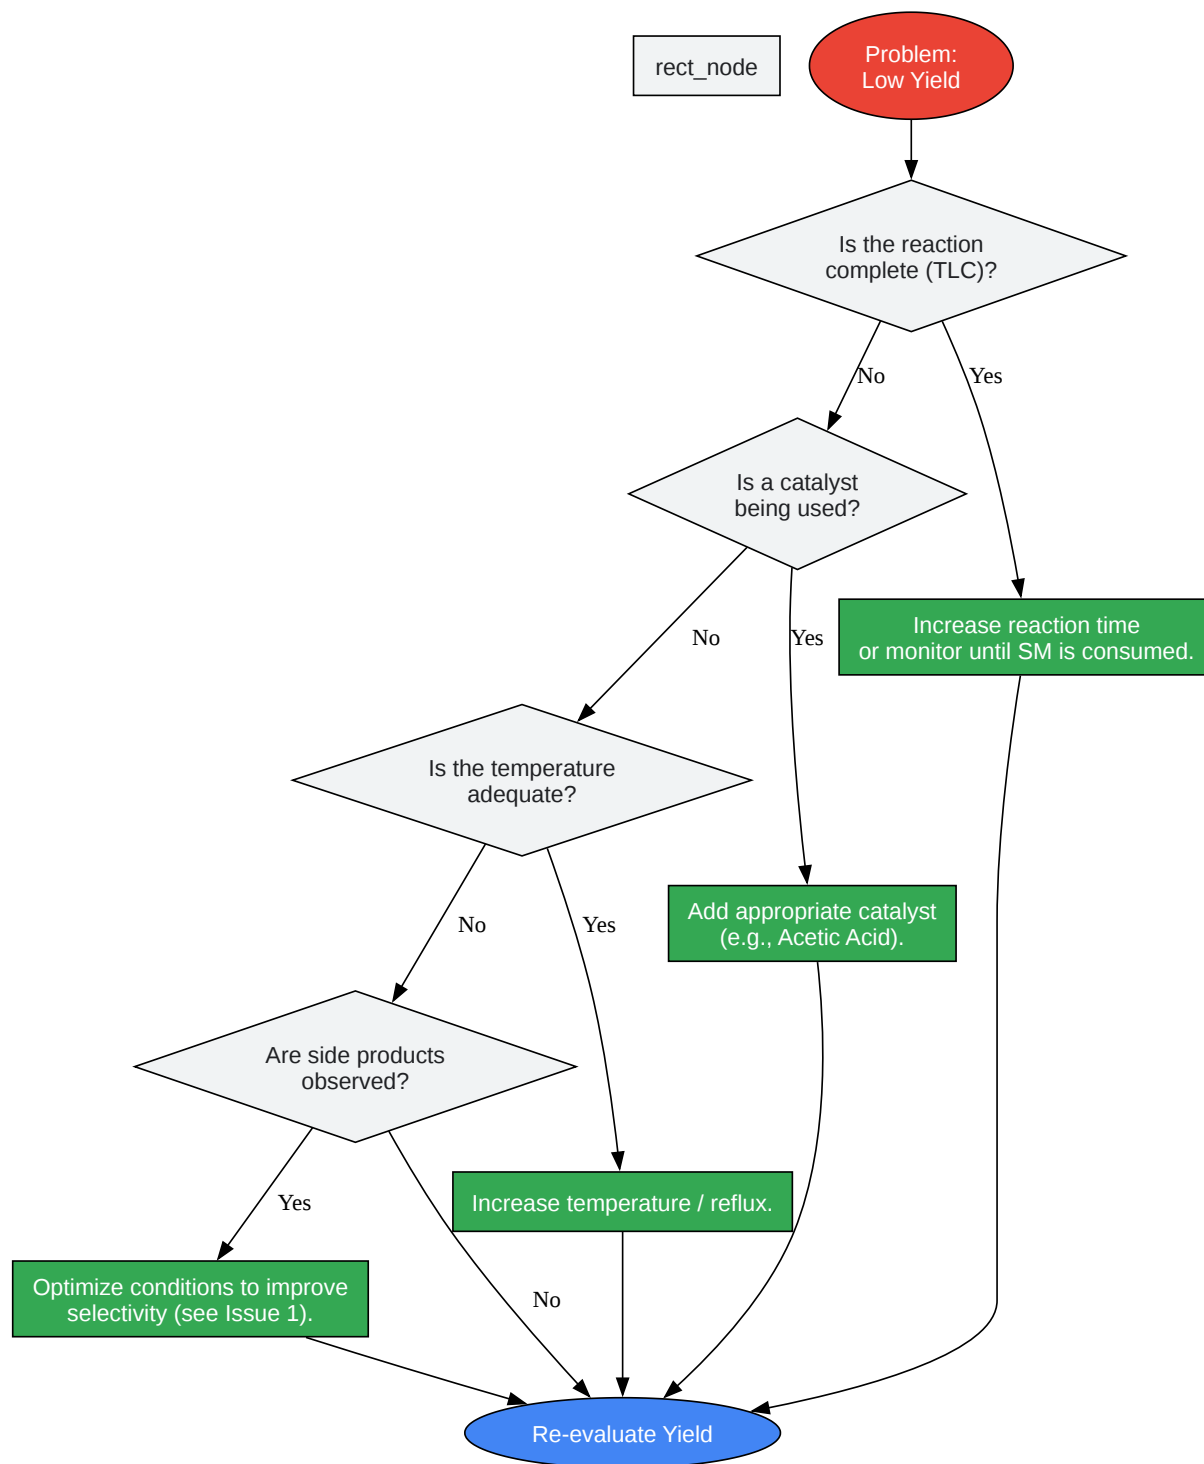 rect_node
Problem:
Low Yield
Is the reaction
complete (TLC)?
No
Yes
Is a catalyst
being used?
Increase reaction time
or monitor until SM is consumed.
No
Yes
Is the temperature
adequate?
Add appropriate catalyst
(e.g., Acetic Acid).
No
Yes
Are side products
observed?
Increase temperature / reflux.
Yes
Optimize conditions to improve
selectivity (see Issue 1).
No
Re-evaluate Yield